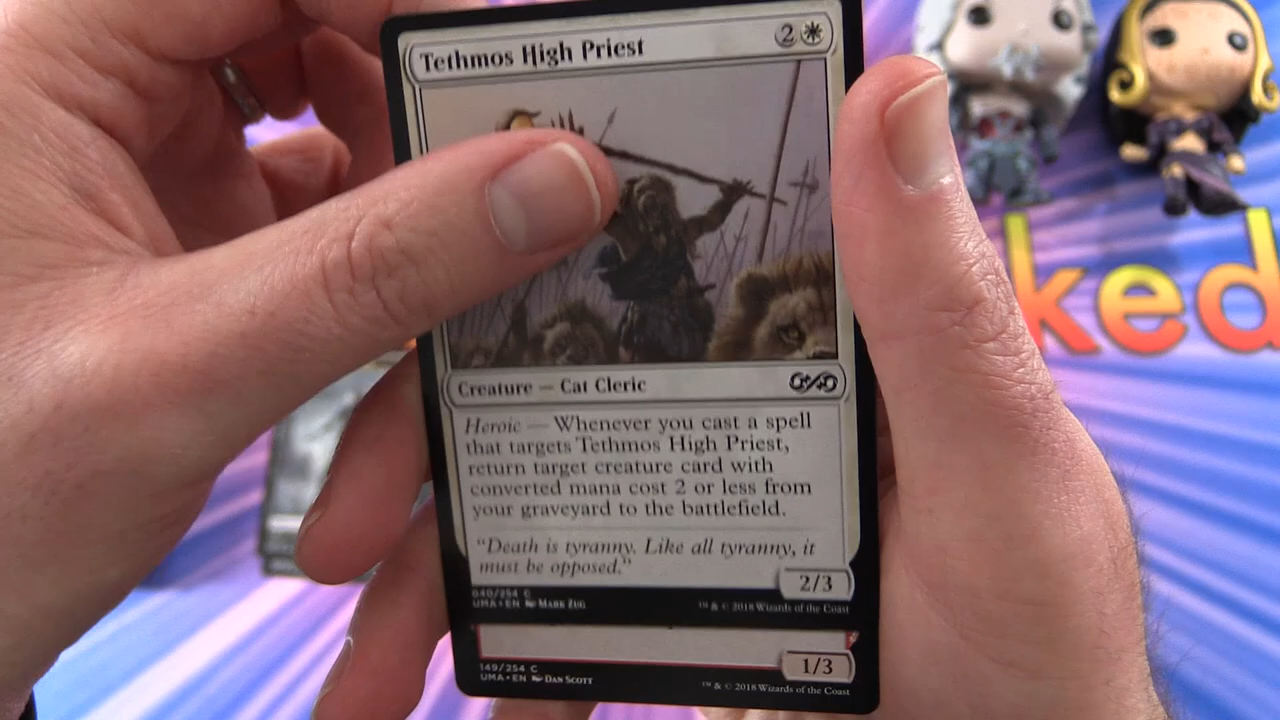 Tethmos High Priest 2
ked
Creature — Cat Cleric
Heroic — Whenever you cast a spell
that targets Tethmos High Priest,
return target creature card with
converted mana cost 2 or less from
your graveyard to the battlefield.
“Death is tyranny. Like all tyranny, it
must be opposed.”
2/3
040/254 C
UMA • EN Mark Zug
™ & © 2018 Wizards of the Coast
1/3
149/254 C
UMA • EN Dan Scott
™ & © 2018 Wizards of the Coast